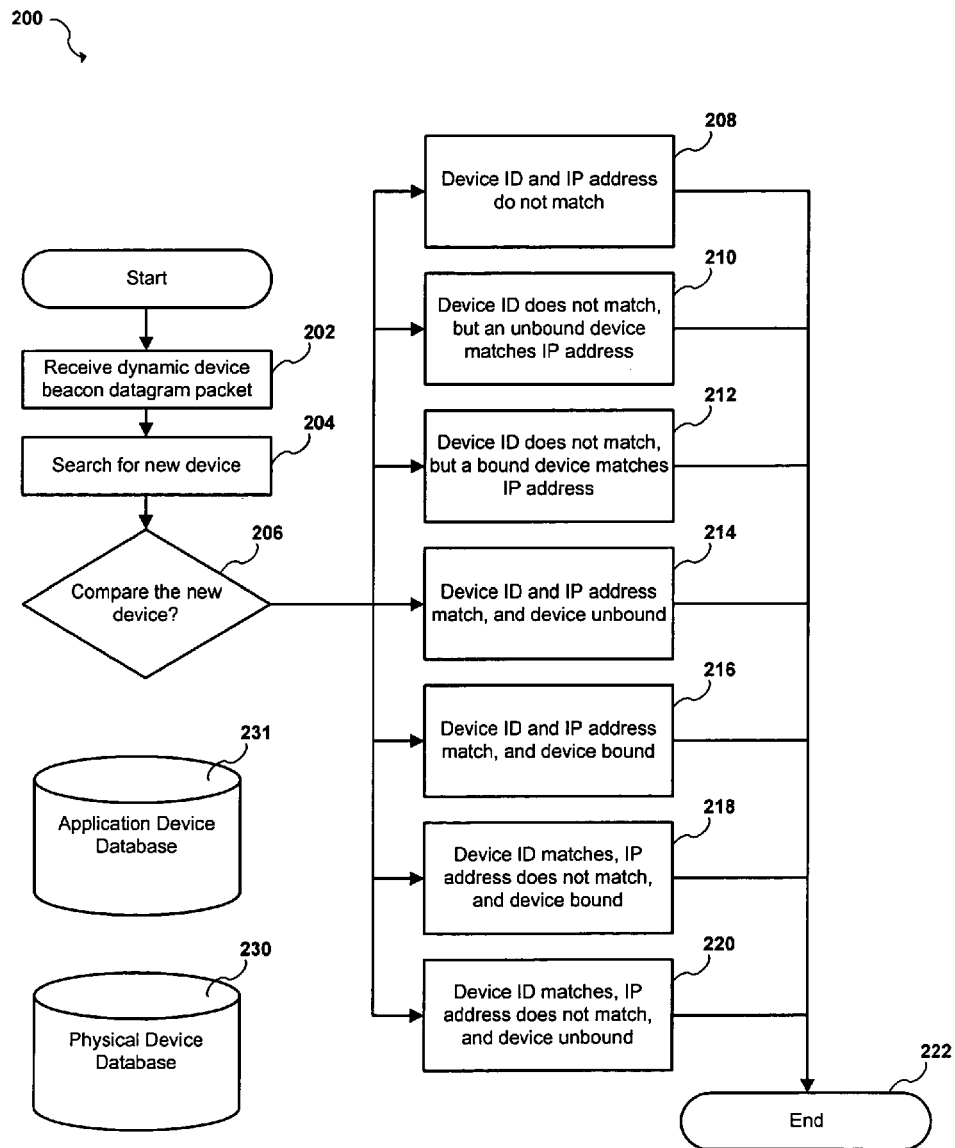 200
208
Device ID and IP address
do not match
Start
210
Device ID does not match,
but an unbound device
matches IP address
202
Receive dynamic device
beacon datagram packet
204
Search for new device
212
Device ID does not match,
but a bound device matches
IP address
206
Compare the new
device?
214
Device ID and IP address
match, and device unbound
216
Device ID and IP address
match, and device bound
231
Application Device
Database
218
Device ID matches, IP
address does not match,
and device bound
230
Physical Device
Database
220
Device ID matches, IP
address does not match,
and device unbound
222
End